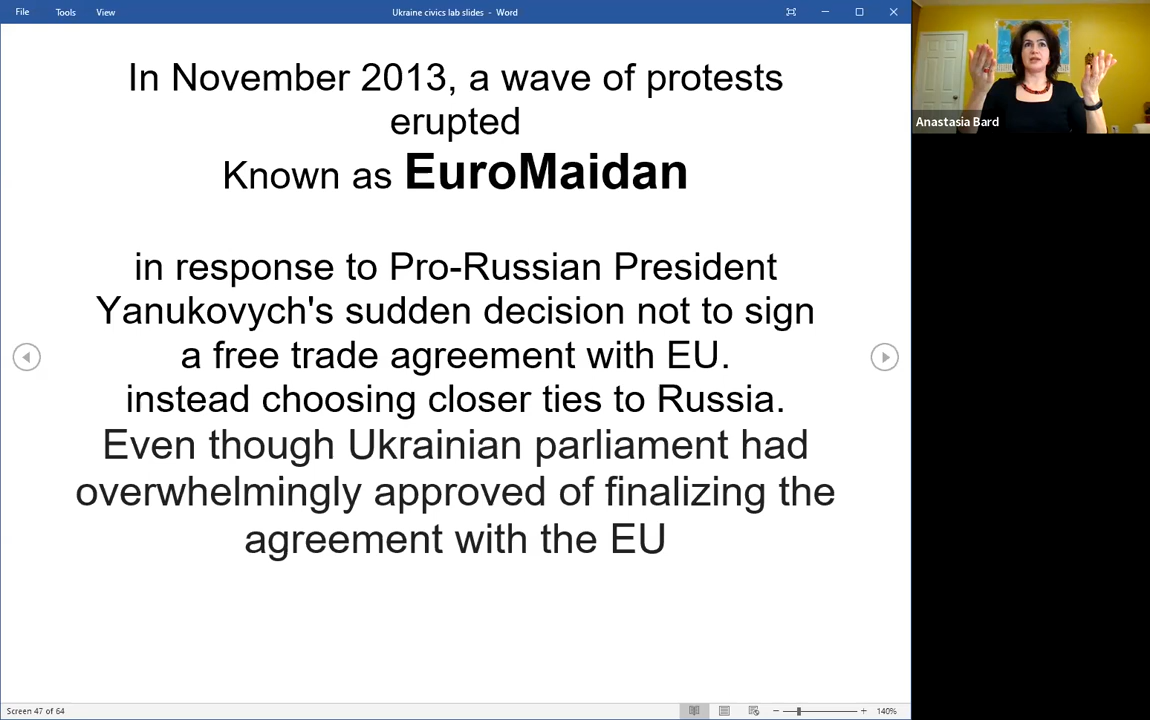 File Tools View Ukraine civics lab slides - Word
In November 2013, a wave of protests
erupted
Known as EuroMaidan
in response to Pro-Russian President
Yanukovych's sudden decision not to sign
a free trade agreement with EU.
instead choosing closer ties to Russia.
Even though Ukrainian parliament had
overwhelmingly approved of finalizing the
agreement with the EU
Anastasia Bard
Screen 47 of 64
140%